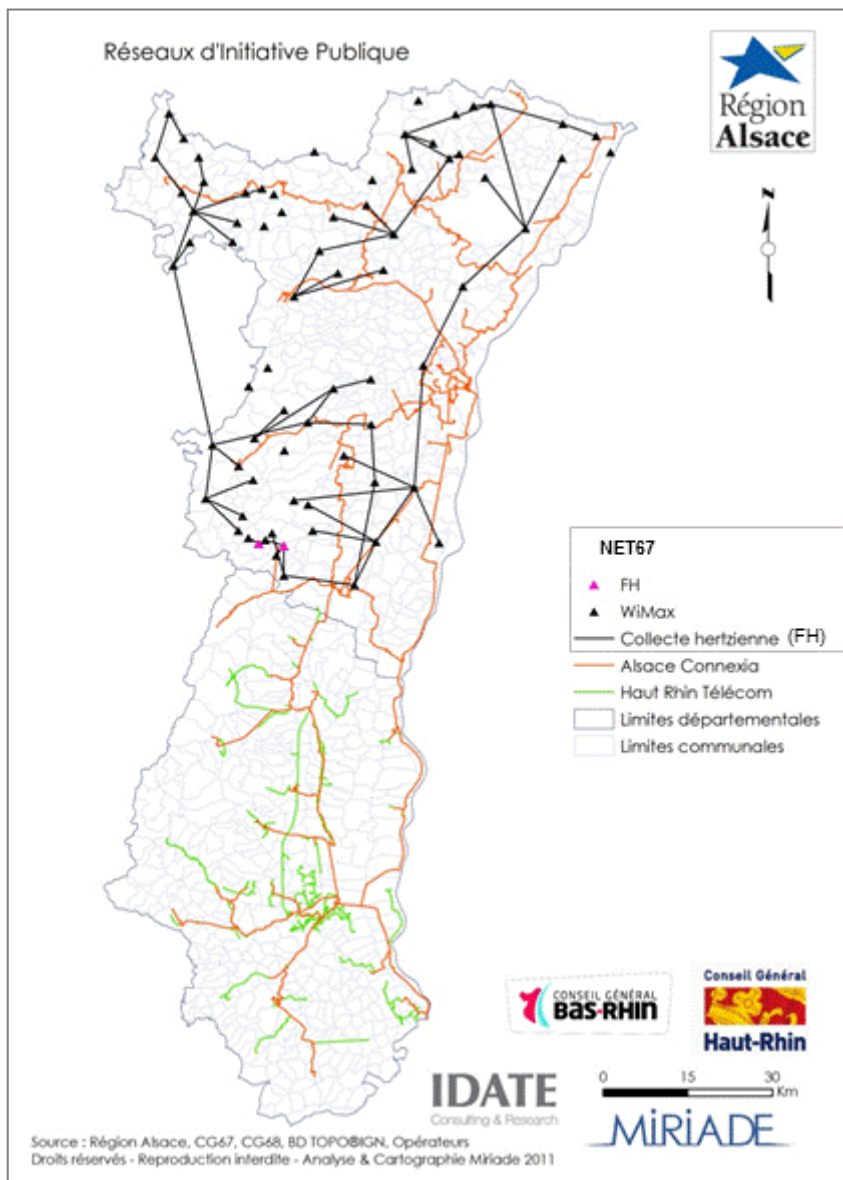 Réseaux d'Initiative Publique
Région
Alsace
N
NET67
FH
WiMax
Collecte hertzienne (FH)
Alsace Connexia
Haut Rhin Télécom
Limites départementales
Limites communales
CONSEIL GÉNÉRAL
BAS-RHIN
Conseil Général
Haut-Rhin
IDATE
Consulting & Research
0 15 30
Km
MiRiADE
Source : Région Alsace, CG67, CG68, BD TOPO®IGN, Opérateurs
Droits réservés - Reproduction interdite - Analyse & Cartographie Miriade 2011